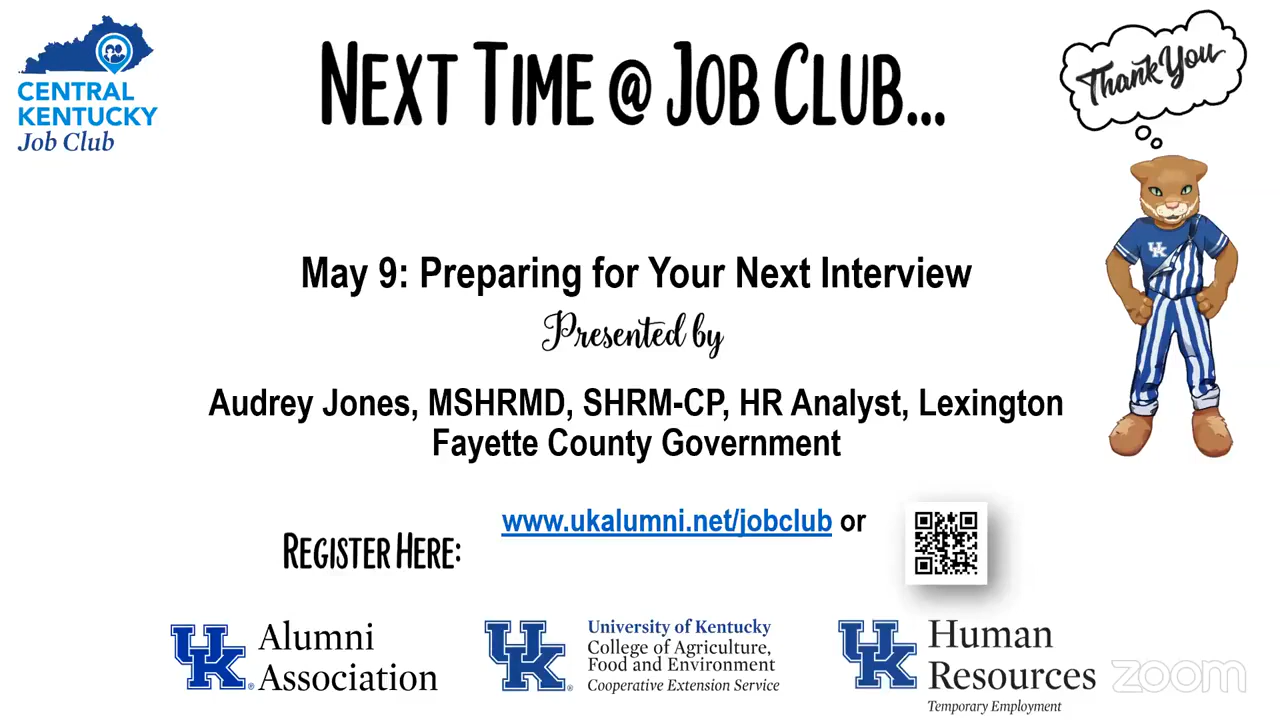 CENTRAL
KENTUCKY
Job Club
NEXT TIME @ JOB CLUB...
Thank You
May 9: Preparing for Your Next Interview
Presented by
Audrey Jones, MSHRMD, SHRM-CP, HR Analyst, Lexington
Fayette County Government
UK
www.ukalumni.net/jobclub or
REGISTER HERE:
UK® Alumni
Association
UK® University of Kentucky
College of Agriculture,
Food and Environment
Cooperative Extension Service
UK Human
Resources
Temporary Employment
zoom